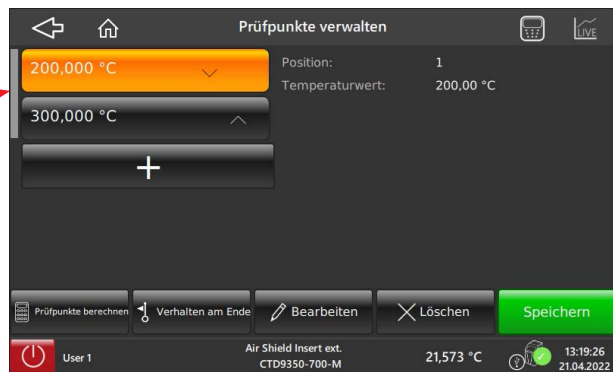 Prüfpunkte verwalten
LIVE
200,000 °C
Position: 1
Temperaturwert: 200,00 °C
300,000 °C
+
Prüfpunkte berechnen
Verhalten am Ende
Bearbeiten
Löschen
Speichern
User 1
Air Shield Insert ext.
CTD9350-700-M
21,573 °C
13:19:26
21.04.2022